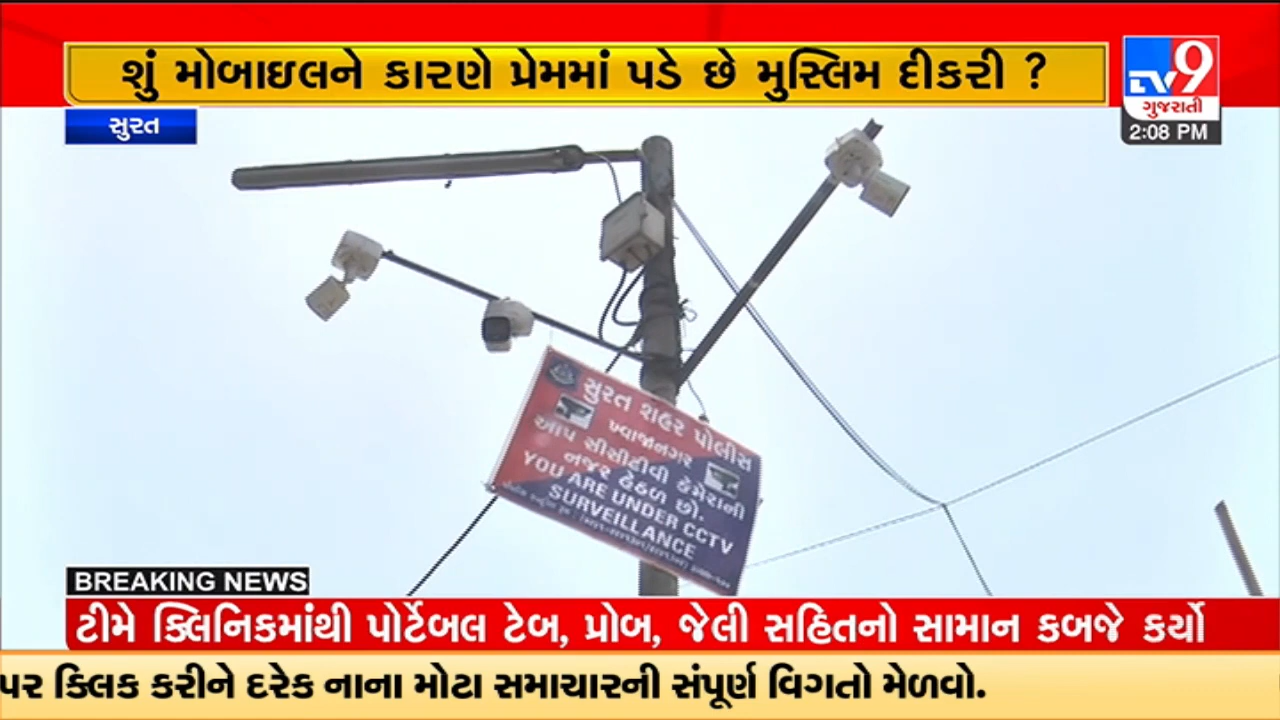 શું મોબાઇલને કારણે પ્રેમમાં પડે છે મુસ્લિમ દીકરી ?
TV9
ગુજરાતી
2:08 PM
સુરત
સુરત શહેર પોલીસ
ખ્વાજાનગર
આપ સીસીટીવી કેમેરાની
નજર હેઠળ છો.
YOU ARE UNDER CCTV
SURVEILLANCE
BREAKING NEWS
ટીમે ક્લિનિકમાંથી પોર્ટેબલ ટેબ, પ્રોબ, જેલી સહિતનો સામાન કબજે કર્યો
પર ક્લિક કરીને દરેક નાના મોટા સમાચારની સંપૂર્ણ વિગતો મેળવો.